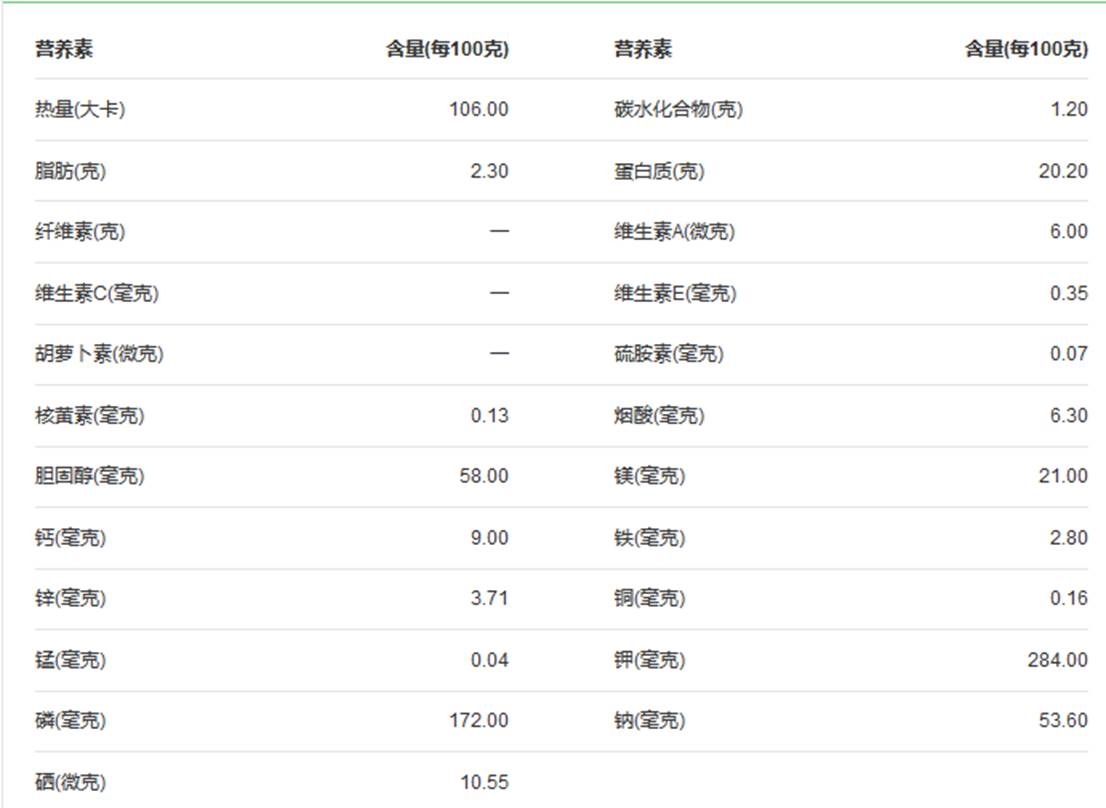 营养素 含量(每100克) 营养素 含量(每100克)
热量(大卡) 106.00 碳水化合物(克) 1.20
脂肪(克) 2.30 蛋白质(克) 20.20
纤维素(克) — 维生素A(微克) 6.00
维生素C(毫克) — 维生素E(毫克) 0.35
胡萝卜素(微克) — 硫胺素(毫克) 0.07
核黄素(毫克) 0.13 烟酸(毫克) 6.30
胆固醇(毫克) 58.00 镁(毫克) 21.00
钙(毫克) 9.00 铁(毫克) 2.80
锌(毫克) 3.71 铜(毫克) 0.16
锰(毫克) 0.04 钾(毫克) 284.00
磷(毫克) 172.00 钠(毫克) 53.60
硒(微克) 10.55